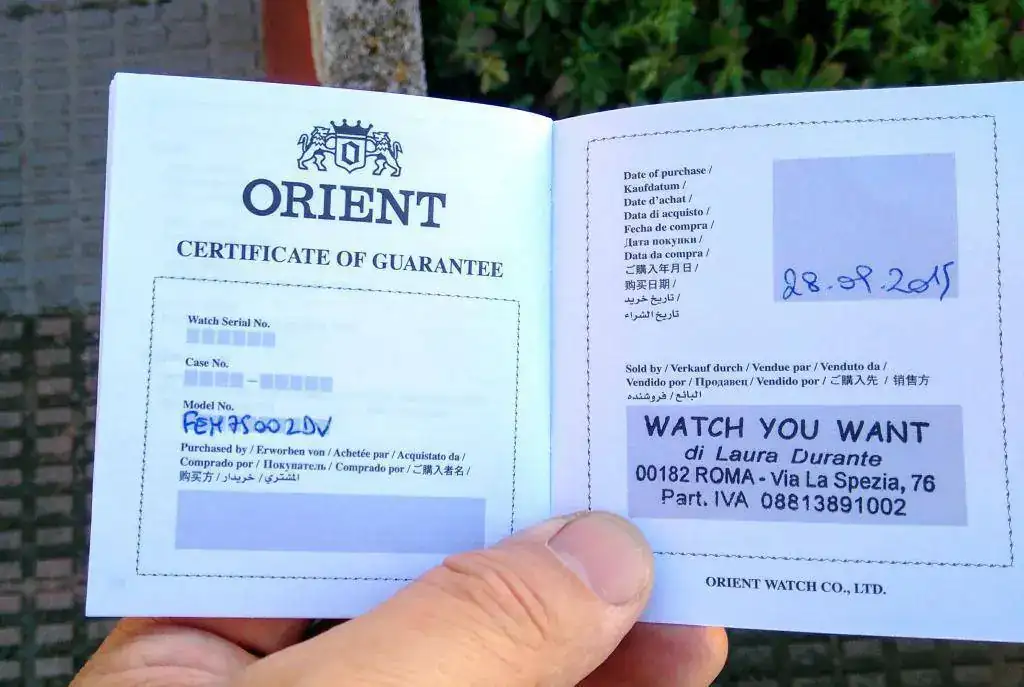 ORIENT
CERTIFICATE OF GUARANTEE
Watch Serial No.
Case No.
Model No.
FEM75002DV
Purchased by / Erworben von / Achetée par / Acquistato da /
Comprado por / Покупатель / Comprado por / ご購入者名 /
购买方 / خریدار / المشتري
Date of purchase /
Kaufdatum /
Date d'achat /
Data di acquisto /
Fecha de compra /
Дата покупки /
Data da compra /
ご購入年月日 /
购买日期 /
تاریخ خرید /
تاريخ الشراء
28.09.2015
Sold by / Verkauf durch / Vendue par / Venduto da /
Vendido por / Продавец / Vendido por / ご購入先 / 销售方
البائع / فروشنده
WATCH YOU WANT
di Laura Durante
00182 ROMA - Via La Spezia, 76
Part. IVA 08813891002
ORIENT WATCH CO., LTD.